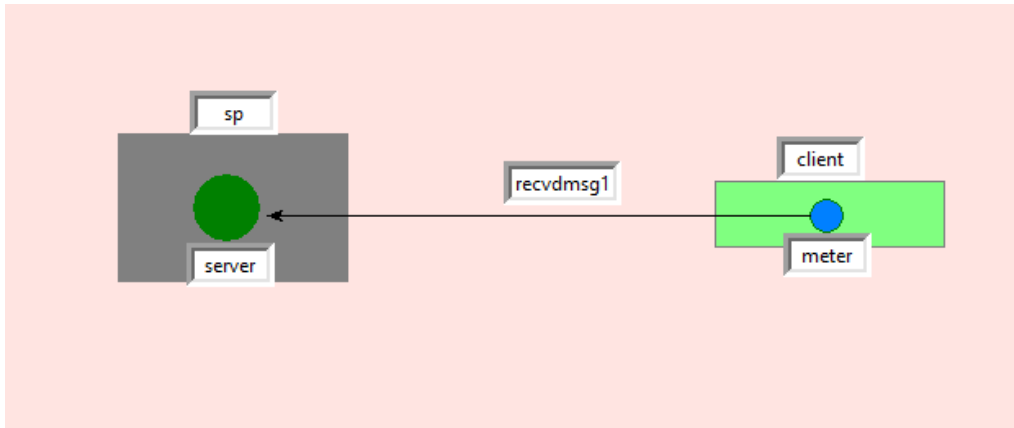 sp
client
recvdmsg1
server
meter